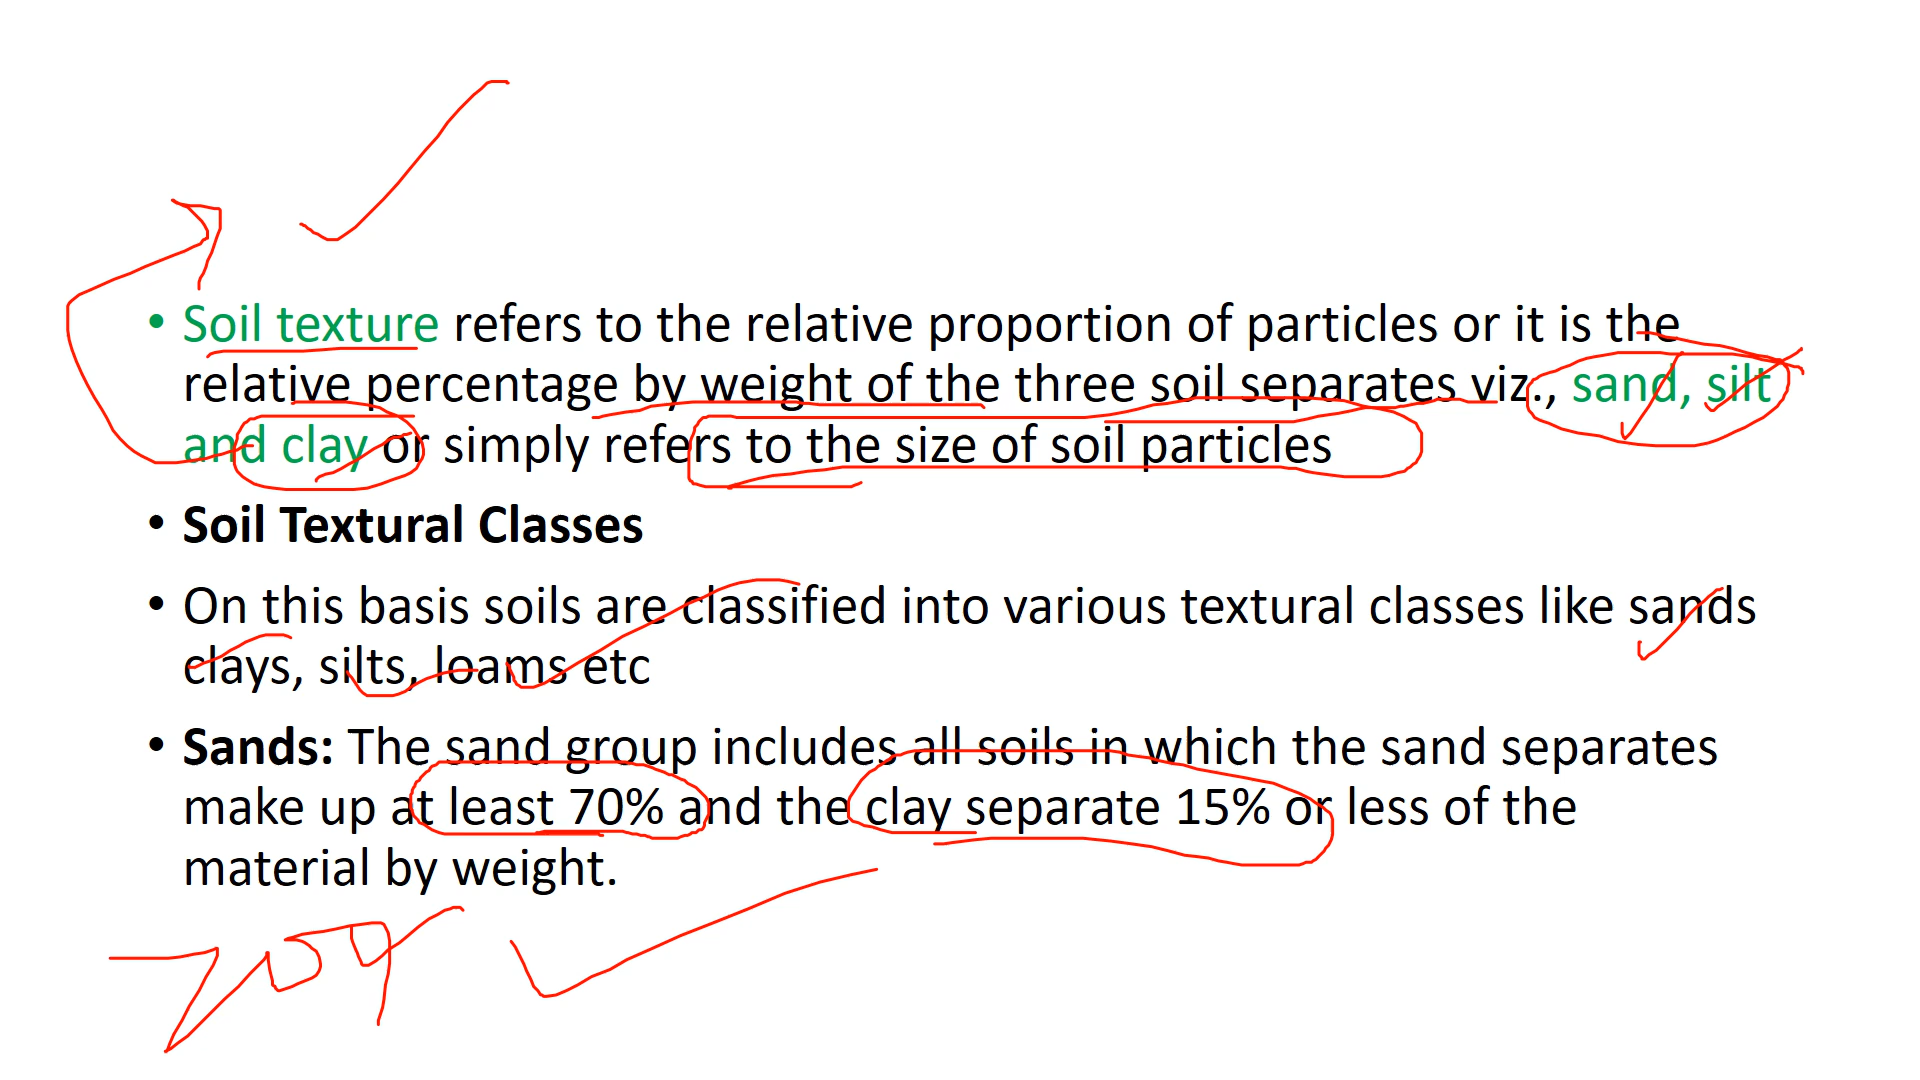 • Soil texture refers to the relative proportion of particles or it is the
relative percentage by weight of the three soil separates viz., sand, silt
and clay or simply refers to the size of soil particles
• Soil Textural Classes
• On this basis soils are classified into various textural classes like sands
clays, silts, loams etc
• Sands: The sand group includes all soils in which the sand separates
make up at least 70% and the clay separate 15% or less of the
material by weight.